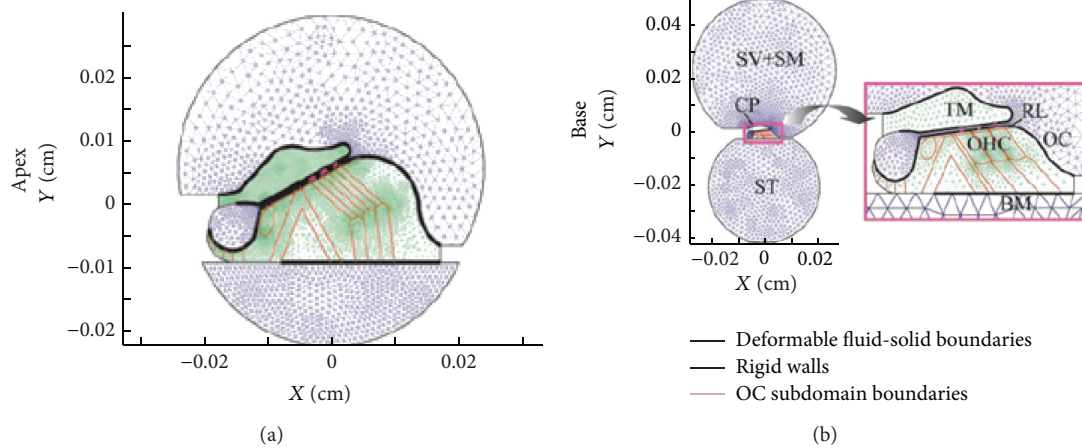 Apex
Y (cm)
0.02
0.01
0
−0.01
−0.02
−0.02
0
0.02
X (cm)
(a)
Base
Y (cm)
0.04
0.02
0
−0.02
−0.04
SV+SM
CP
ST
−0.02
0
0.02
X (cm)
TM
RL
OHC
OC
BM
Deformable fluid-solid boundaries
Rigid walls
OC subdomain boundaries
(b)